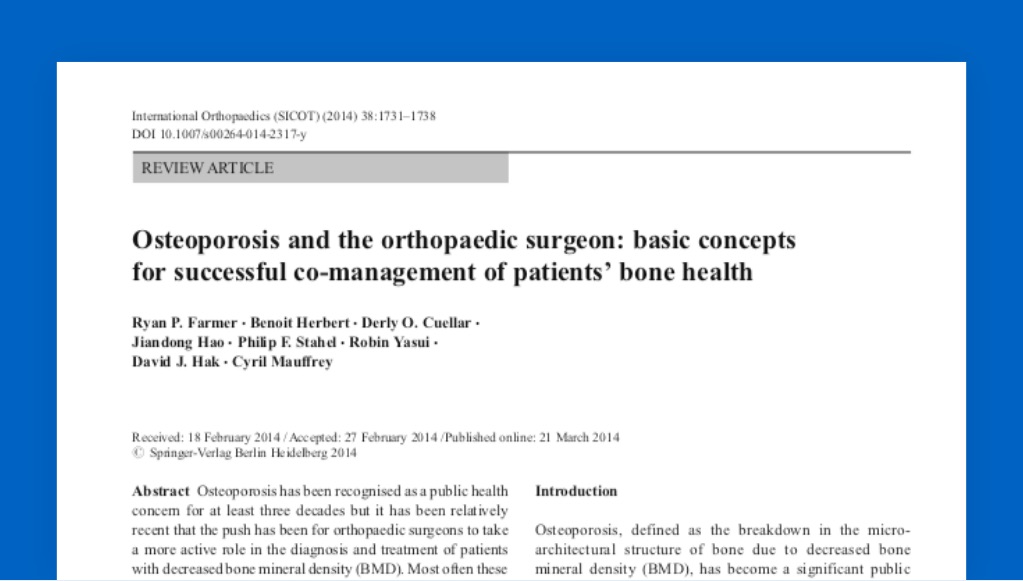 International Orthopaedics (SICOT) (2014) 38:1731–1738
DOI 10.1007/s00264-014-2317-y
REVIEW ARTICLE
Osteoporosis and the orthopaedic surgeon: basic concepts
for successful co-management of patients’ bone health
Ryan P. Farmer · Benoit Herbert · Derly O. Cuellar ·
Jiandong Hao · Philip F. Stahel · Robin Yasui ·
David J. Hak · Cyril Mauffrey
Received: 18 February 2014 / Accepted: 27 February 2014 /Published online: 21 March 2014
© Springer-Verlag Berlin Heidelberg 2014
Abstract Osteoporosis has been recognised as a public health
concern for at least three decades but it has been relatively
recent that the push has been for orthopaedic surgeons to take
a more active role in the diagnosis and treatment of patients
with decreased bone mineral density (BMD). Most often these
Introduction
Osteoporosis, defined as the breakdown in the micro-
architectural structure of bone due to decreased bone
mineral density (BMD), has become a significant public